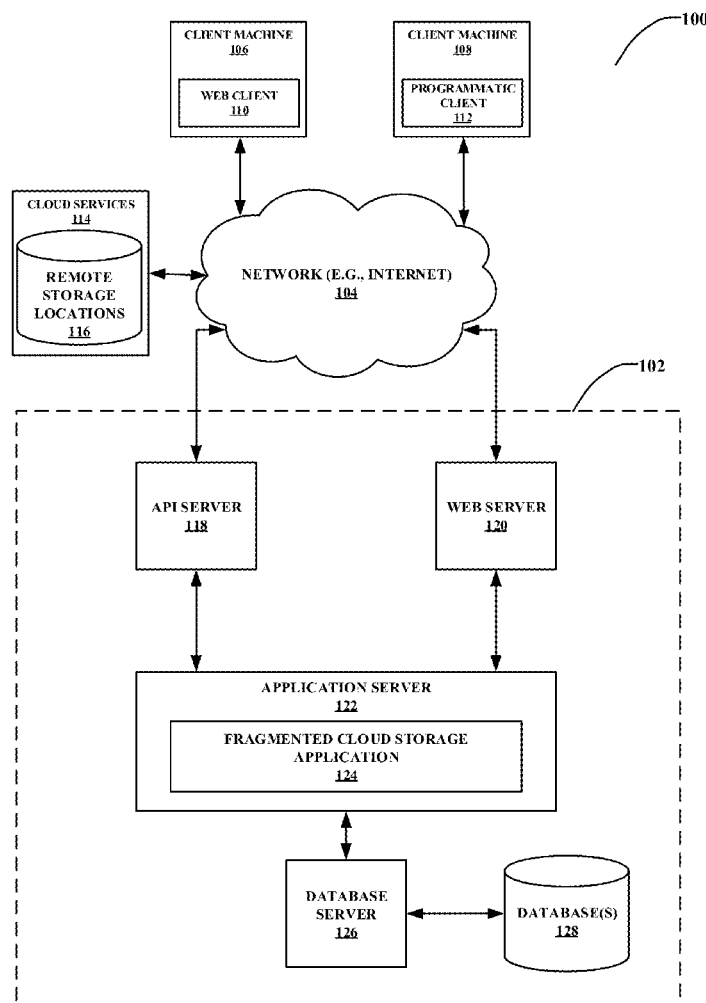 100
CLIENT MACHINE
106
WEB CLIENT
110
CLIENT MACHINE
108
PROGRAMMATIC
CLIENT
112
CLOUD SERVICES
114
REMOTE
STORAGE
LOCATIONS
116
NETWORK (E.G., INTERNET)
104
102
API SERVER
118
WEB SERVER
120
APPLICATION SERVER
122
FRAGMENTED CLOUD STORAGE
APPLICATION
124
DATABASE
SERVER
126
DATABASE(S)
128